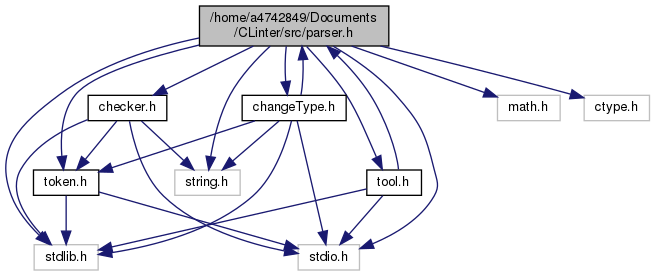 /home/a4742849/Documents
/CLinter/src/parser.h
checker.h
changeType.h
math.h
ctype.h
token.h
string.h
tool.h
stdlib.h
stdio.h